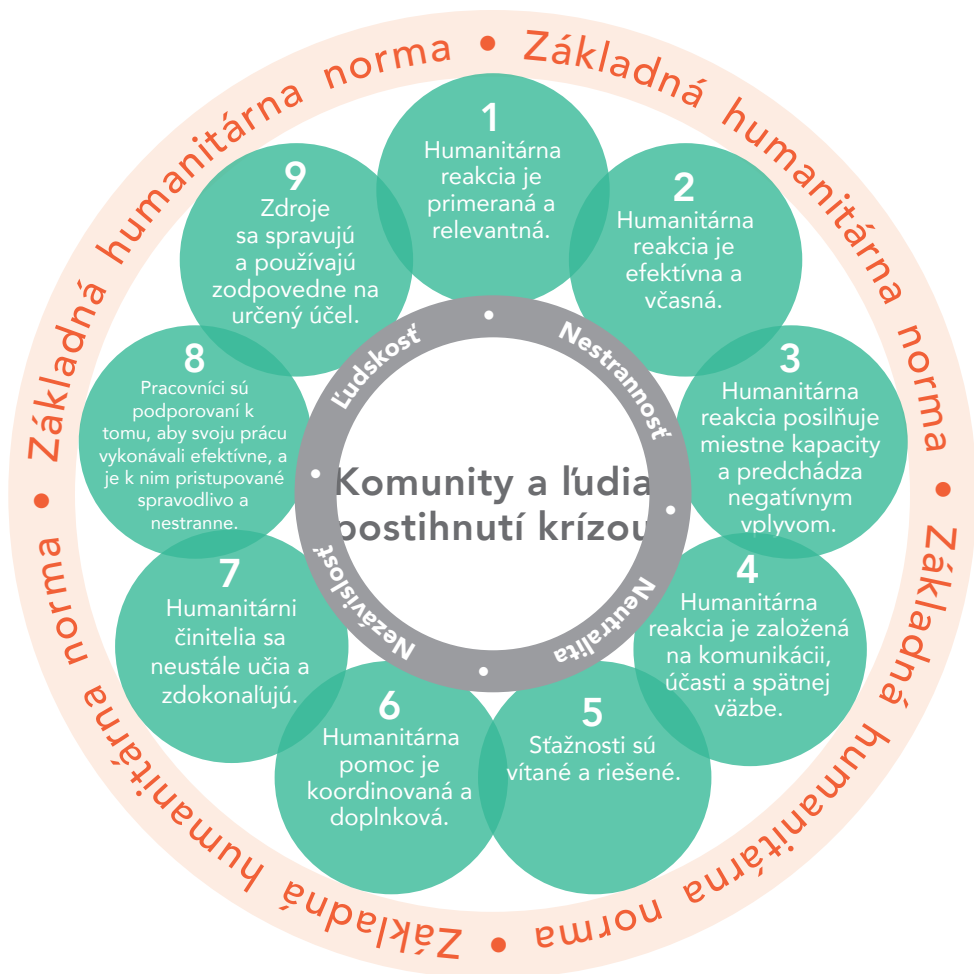 Základná humanitárna norma • Základná humanitárna norma • Základná humanitárna norma • Základná humanitárna norma • Základná humanitárna norma •
1
Humanitárna
reakcia je
primeraná a
relevantná.
2
Humanitárna
reakcia je
efektívna a
včasná.
3
Humanitárna
reakcia posilňuje
miestne kapacity
a predchádza
negatívnym
vplyvom.
4
Humanitárna
reakcia je založená
na komunikácii,
účasti a spätnej
väzbe.
5
Sťažnosti sú
vítané a riešené.
6
Humanitárna
pomoc je
koordinovaná a
doplnková.
7
Humanitárni
činitelia sa
neustále učia a
zdokonaľujú.
8
Pracovníci sú
podporovaní k
tomu, aby svoju prácu
vykonávali efektívne, a
je k nim pristupované
spravodlivo a
nestranne.
9
Zdroje
sa spravujú
a používajú
zodpovedne na
určený účel.
Ľudskosť • Nestrannosť • Neutralita • Nezávislosť •
Komunity a ľudia
postihnutí krízou